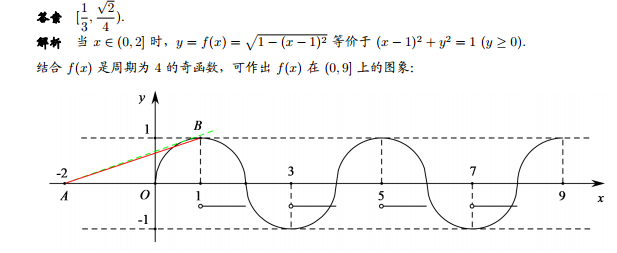 答案 [1/3, √2/4).
解析 当 x ∈ (0, 2] 时，y = f(x) = √(1 − (x − 1)²) 等价于 (x − 1)² + y² = 1 (y ≥ 0).
结合 f(x) 是周期为 4 的奇函数，可作出 f(x) 在 (0, 9] 上的图象：
y
1 B
-2 3 7
A O 1 5 9 x
-1